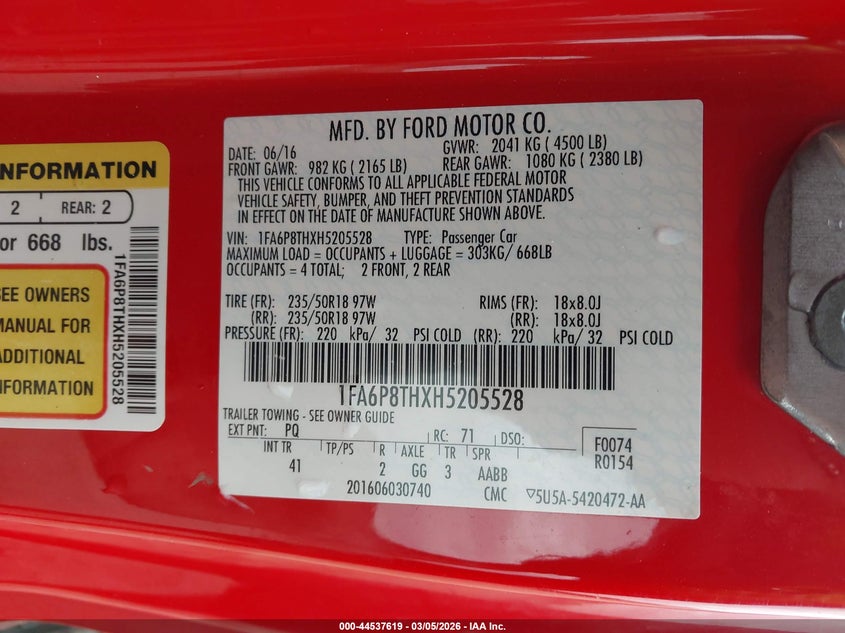 NFORMATION
2 REAR: 2
or 668 lbs.
SEE OWNERS
MANUAL FOR
ADDITIONAL
INFORMATION
1FA6P8THXH5205528
MFD. BY FORD MOTOR CO.
DATE: 06/16 GVWR: 2041 KG ( 4500 LB)
FRONT GAWR: 982 KG ( 2165 LB) REAR GAWR: 1080 KG ( 2380 LB)
THIS VEHICLE CONFORMS TO ALL APPLICABLE FEDERAL MOTOR
VEHICLE SAFETY, BUMPER, AND THEFT PREVENTION STANDARDS
IN EFFECT ON THE DATE OF MANUFACTURE SHOWN ABOVE.
VIN: 1FA6P8THXH5205528 TYPE: Passenger Car
MAXIMUM LOAD = OCCUPANTS + LUGGAGE = 303KG/ 668LB
OCCUPANTS = 4 TOTAL; 2 FRONT, 2 REAR
TIRE (FR): 235/50R18 97W RIMS (FR): 18x8.0J
(RR): 235/50R18 97W (RR): 18x8.0J
PRESSURE (FR): 220 kPa/ 32 PSI COLD (RR): 220 kPa/ 32 PSI COLD
1FA6P8THXH5205528
TRAILER TOWING - SEE OWNER GUIDE
EXT PNT: PQ RC: 71 DSO: F0074
R0154
INT TR TP/PS R AXLE TR SPR
41 2 GG 3 AABB
201606030740 CMC ▽5U5A-5420472-AA
000-44537619 - 03/05/2026 - IAA Inc.